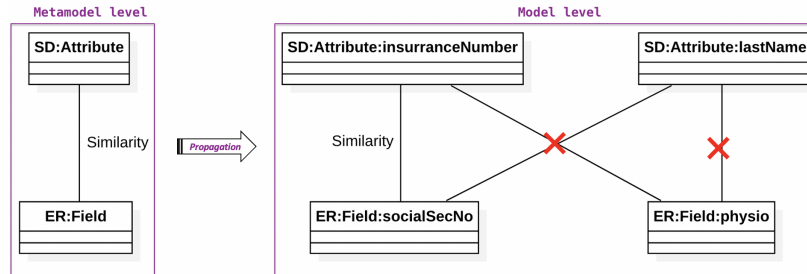 Metamodel level
Model level
SD:Attribute
SD:Attribute:insurranceNumber
SD:Attribute:lastName
Similarity
Propagation
Similarity
ER:Field
ER:Field:socialSecNo
ER:Field:physio